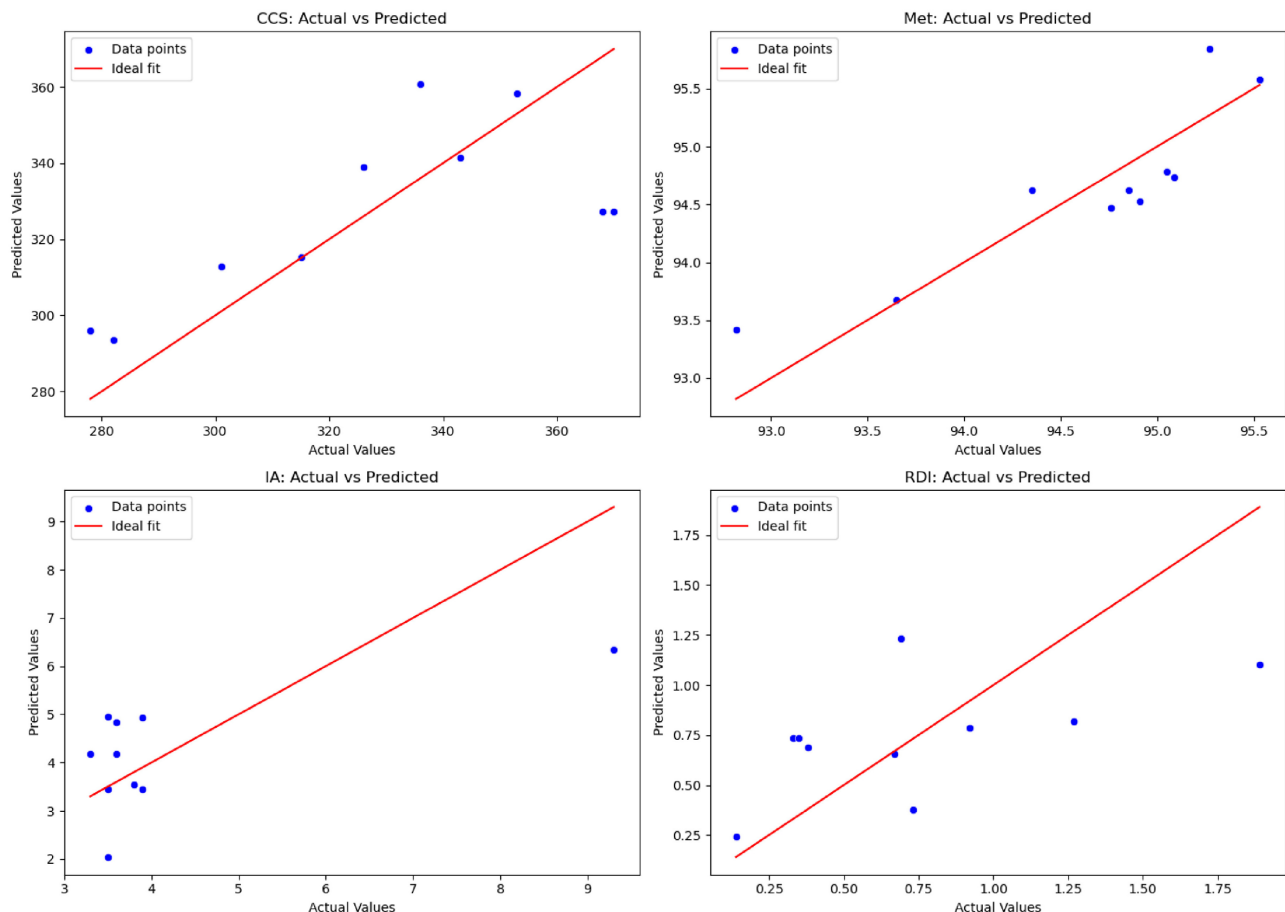 CCS: Actual vs Predicted
Data points
Ideal fit
Predicted Values
360
340
320
300
280
280
300
320
340
360
Actual Values
Met: Actual vs Predicted
Data points
Ideal fit
Predicted Values
95.5
95.0
94.5
94.0
93.5
93.0
93.0
93.5
94.0
94.5
95.0
95.5
Actual Values
IA: Actual vs Predicted
Data points
Ideal fit
Predicted Values
9
8
7
6
5
4
3
2
3
4
5
6
7
8
9
Actual Values
RDI: Actual vs Predicted
Data points
Ideal fit
Predicted Values
1.75
1.50
1.25
1.00
0.75
0.50
0.25
0.25
0.50
0.75
1.00
1.25
1.50
1.75
Actual Values